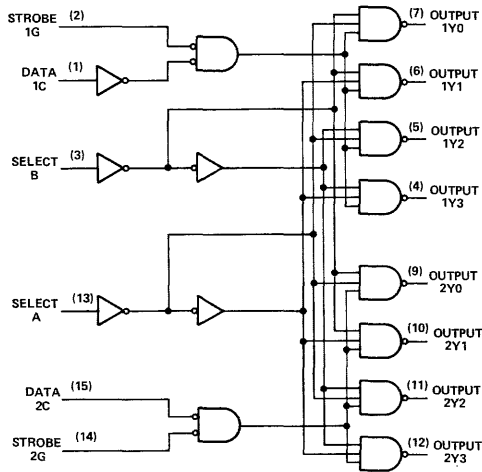 STROBE (2)
1G
DATA (1)
1C
SELECT (3)
B
SELECT (13)
A
DATA (15)
2C
STROBE (14)
2G
(7) OUTPUT
1Y0
(6) OUTPUT
1Y1
(5) OUTPUT
1Y2
(4) OUTPUT
1Y3
(9) OUTPUT
2Y0
(10) OUTPUT
2Y1
(11) OUTPUT
2Y2
(12) OUTPUT
2Y3